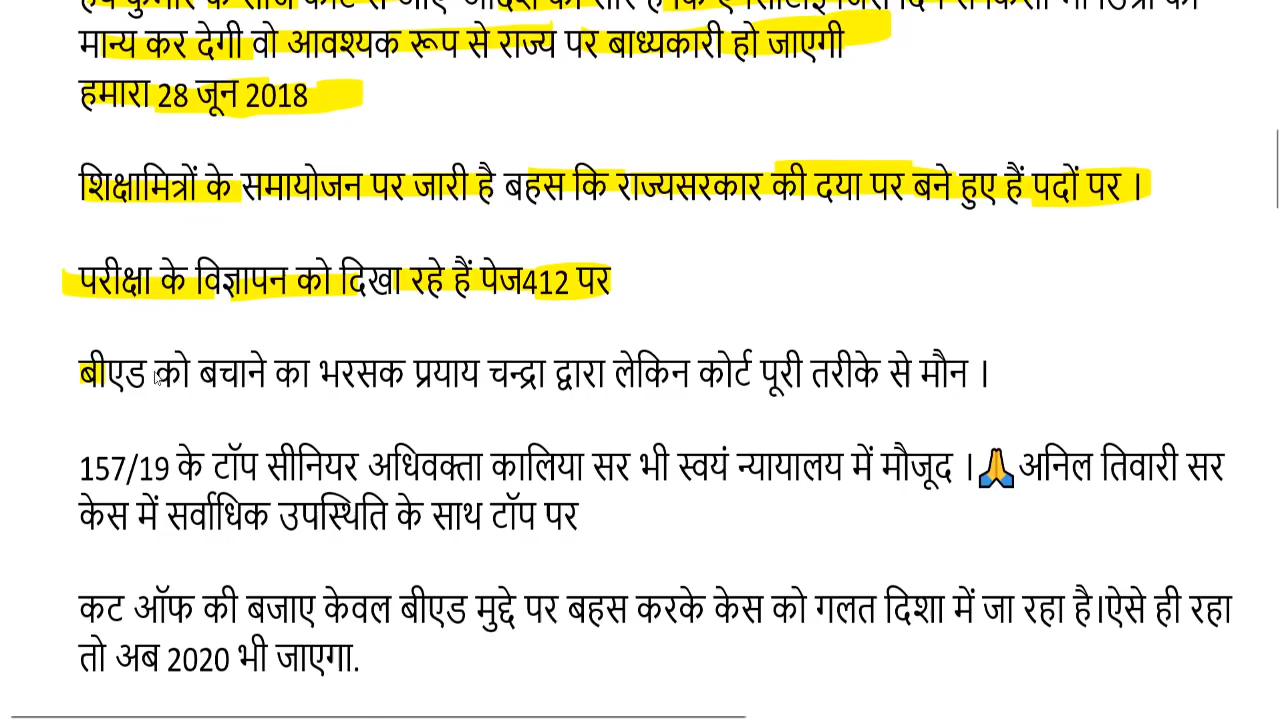 मान्य कर देगी वो आवश्यक रूप से राज्य पर बाध्यकारी हो जाएगी
हमारा 28 जून 2018
शिक्षामित्रों के समायोजन पर जारी है बहस कि राज्यसरकार की दया पर बने हुए हैं पदों पर ।
परीक्षा के विज्ञापन को दिखा रहे हैं पेज412 पर
बीएड को बचाने का भरसक प्रयाय चन्द्रा द्वारा लेकिन कोर्ट पूरी तरीके से मौन ।
157/19 के टॉप सीनियर अधिवक्ता कालिया सर भी स्वयं न्यायालय में मौजूद ।🙏अनिल तिवारी सर
केस में सर्वाधिक उपस्थिति के साथ टॉप पर
कट ऑफ की बजाए केवल बीएड मुद्दे पर बहस करके केस को गलत दिशा में जा रहा है।ऐसे ही रहा
तो अब 2020 भी जाएगा.